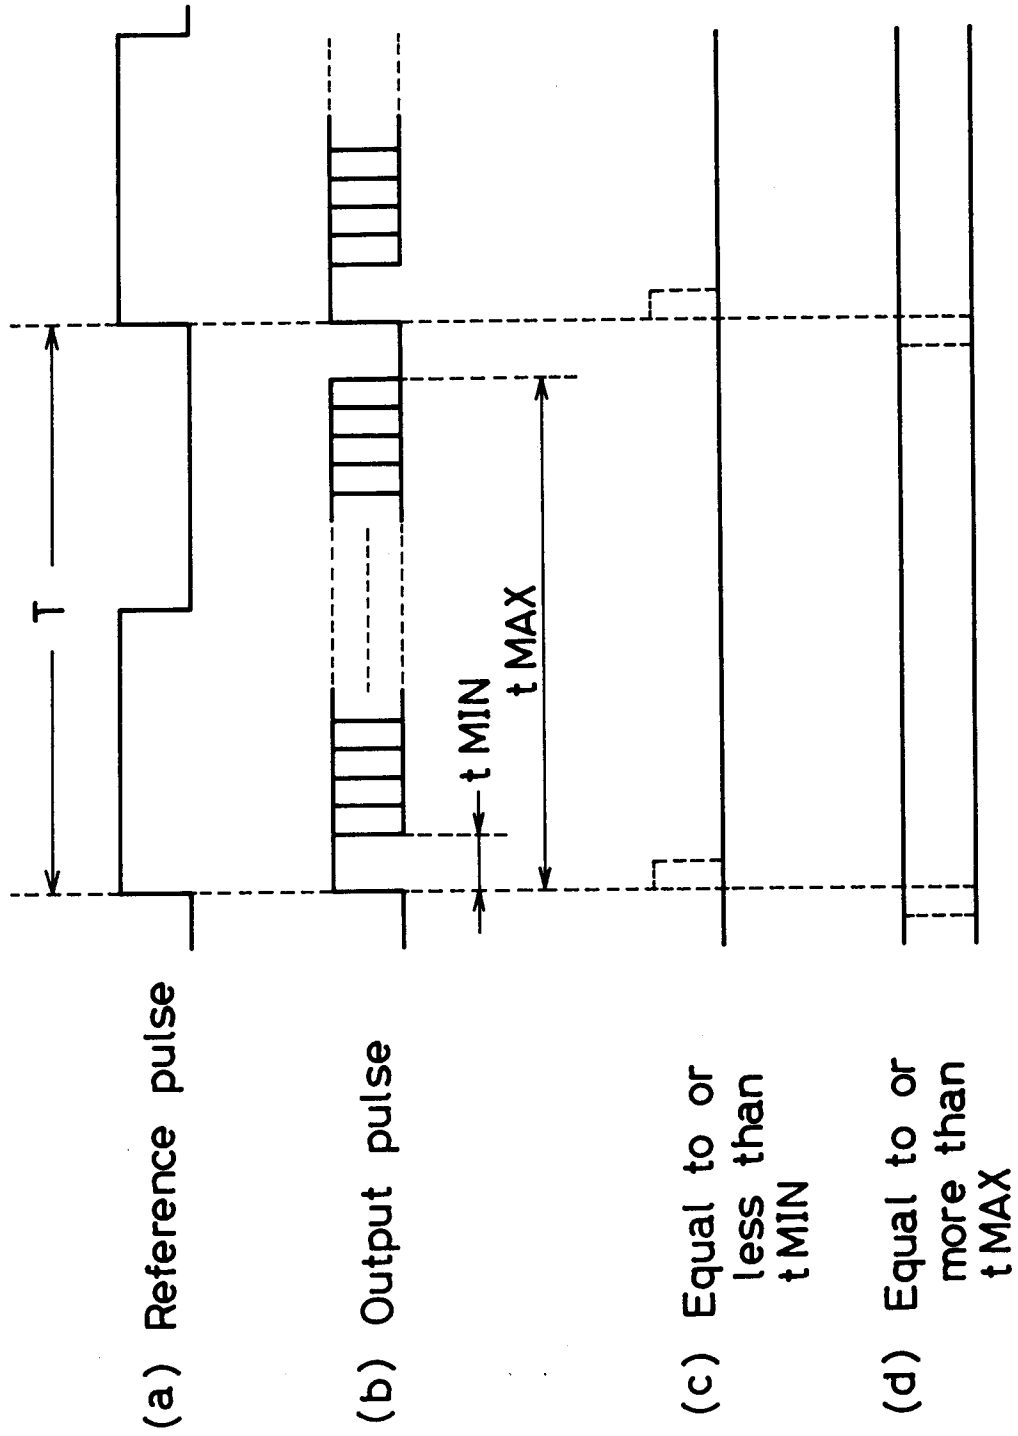 T
(a) Reference pulse
(b) Output pulse
t MIN
t MAX
(c) Equal to or
less than
t MIN
(d) Equal to or
more than
t MAX